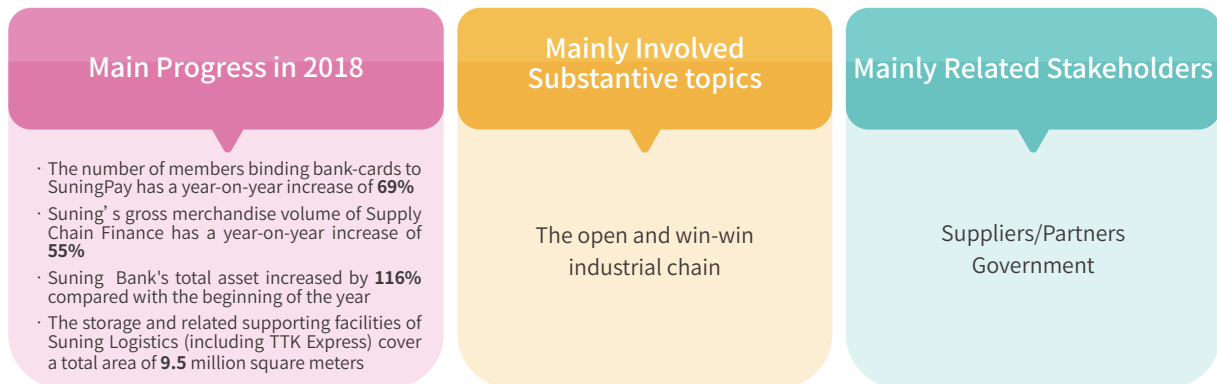 Main Progress in 2018
· The number of members binding bank-cards to
SuningPay has a year-on-year increase of 69%
· Suning's gross merchandise volume of Supply
Chain Finance has a year-on-year increase of
55%
· Suning Bank's total asset increased by 116%
compared with the beginning of the year
· The storage and related supporting facilities of
Suning Logistics (including TTK Express) cover
a total area of 9.5 million square meters
Mainly Involved
Substantive topics
The open and win-win
industrial chain
Mainly Related Stakeholders
Suppliers/Partners
Government